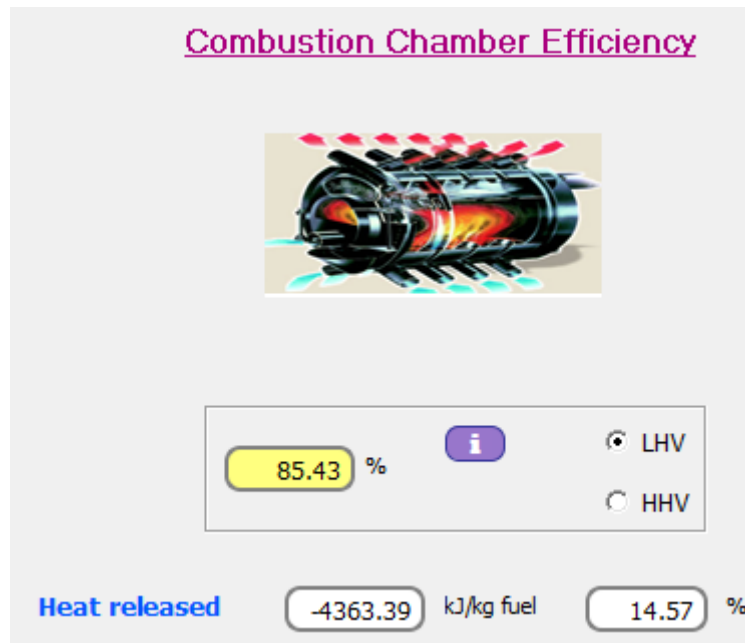 Combustion Chamber Efficiency
85.43 % i LHV
HHV
Heat released -4363.39 kJ/kg fuel 14.57 %